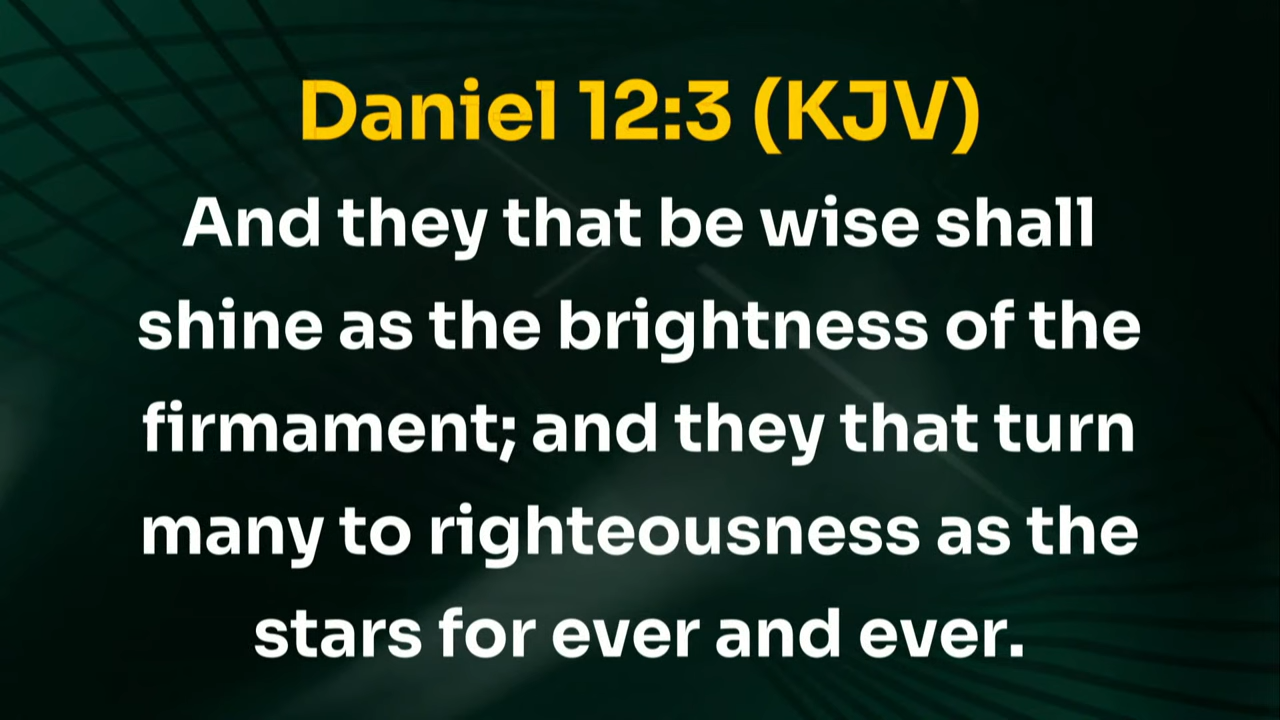 Daniel 12:3 (KJV)
And they that be wise shall
shine as the brightness of the
firmament; and they that turn
many to righteousness as the
stars for ever and ever.